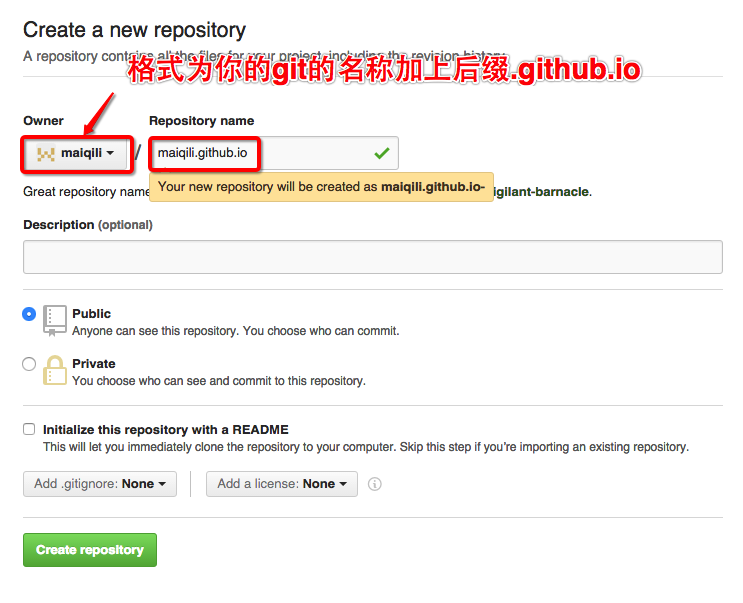 Create a new repository
A repository contains all the files for your project, including the revision history.
格式为你的git的名称加上后缀.github.io
Owner
Repository name
maiqili
/
maiqili.github.io
Your new repository will be created as maiqili.github.io-
Great repository name
igilant-barnacle.
Description (optional)
Public
Anyone can see this repository. You choose who can commit.
Private
You choose who can see and commit to this repository.
Initialize this repository with a README
This will let you immediately clone the repository to your computer. Skip this step if you’re importing an existing repository.
Add .gitignore: None
Add a license: None
Create repository